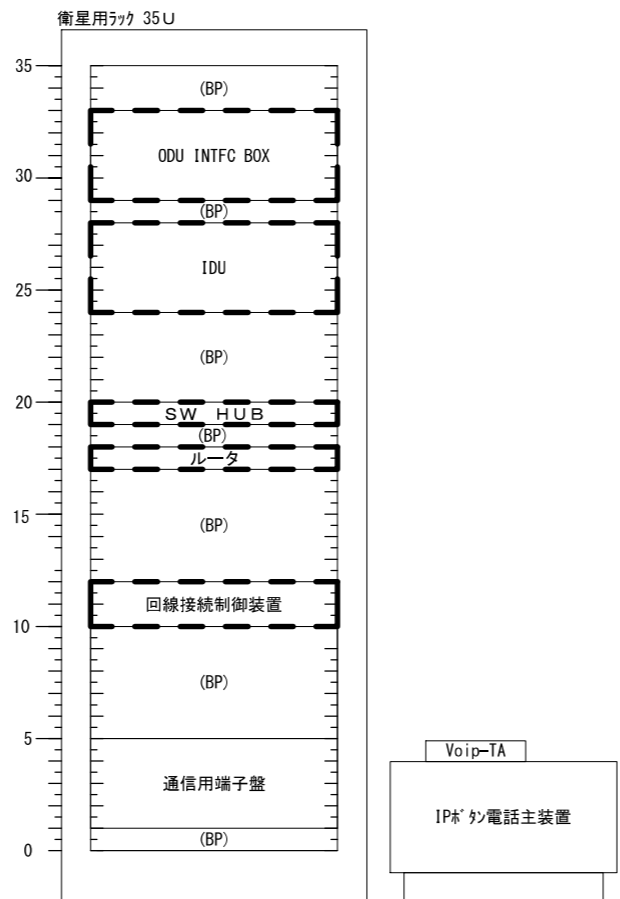 衛星用ﾗｯｸ 35Ｕ
35
(BP)
ODU INTFC BOX
30
(BP)
IDU
25
(BP)
20
ＳＷ　ＨＵＢ
(BP)
ルータ
15
(BP)
回線接続制御装置
10
(BP)
5
Voip-TA
通信用端子盤
IPﾎﾞﾀﾝ電話主装置
(BP)
0